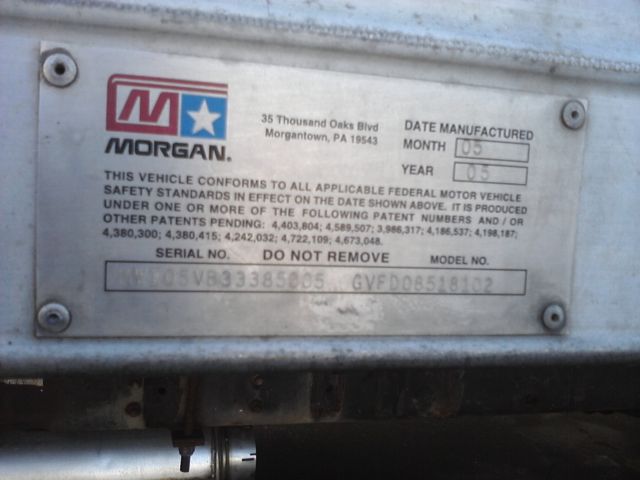 M
MORGAN.
35 Thousand Oaks Blvd
Morgantown, PA 19543
DATE MANUFACTURED
MONTH 05
YEAR 05
THIS VEHICLE CONFORMS TO ALL APPLICABLE FEDERAL MOTOR VEHICLE
SAFETY STANDARDS IN EFFECT ON THE DATE SHOWN ABOVE. IT IS PRODUCED
UNDER ONE OR MORE OF THE FOLLOWING PATENT NUMBERS AND / OR
OTHER PATENTS PENDING: 4,403,804; 4,589,507; 3,986,317; 4,186,537; 4,198,187;
4,380,300; 4,380,415; 4,242,032; 4,722,109; 4,673,048.
SERIAL NO. DO NOT REMOVE MODEL NO.
GVFD08518102